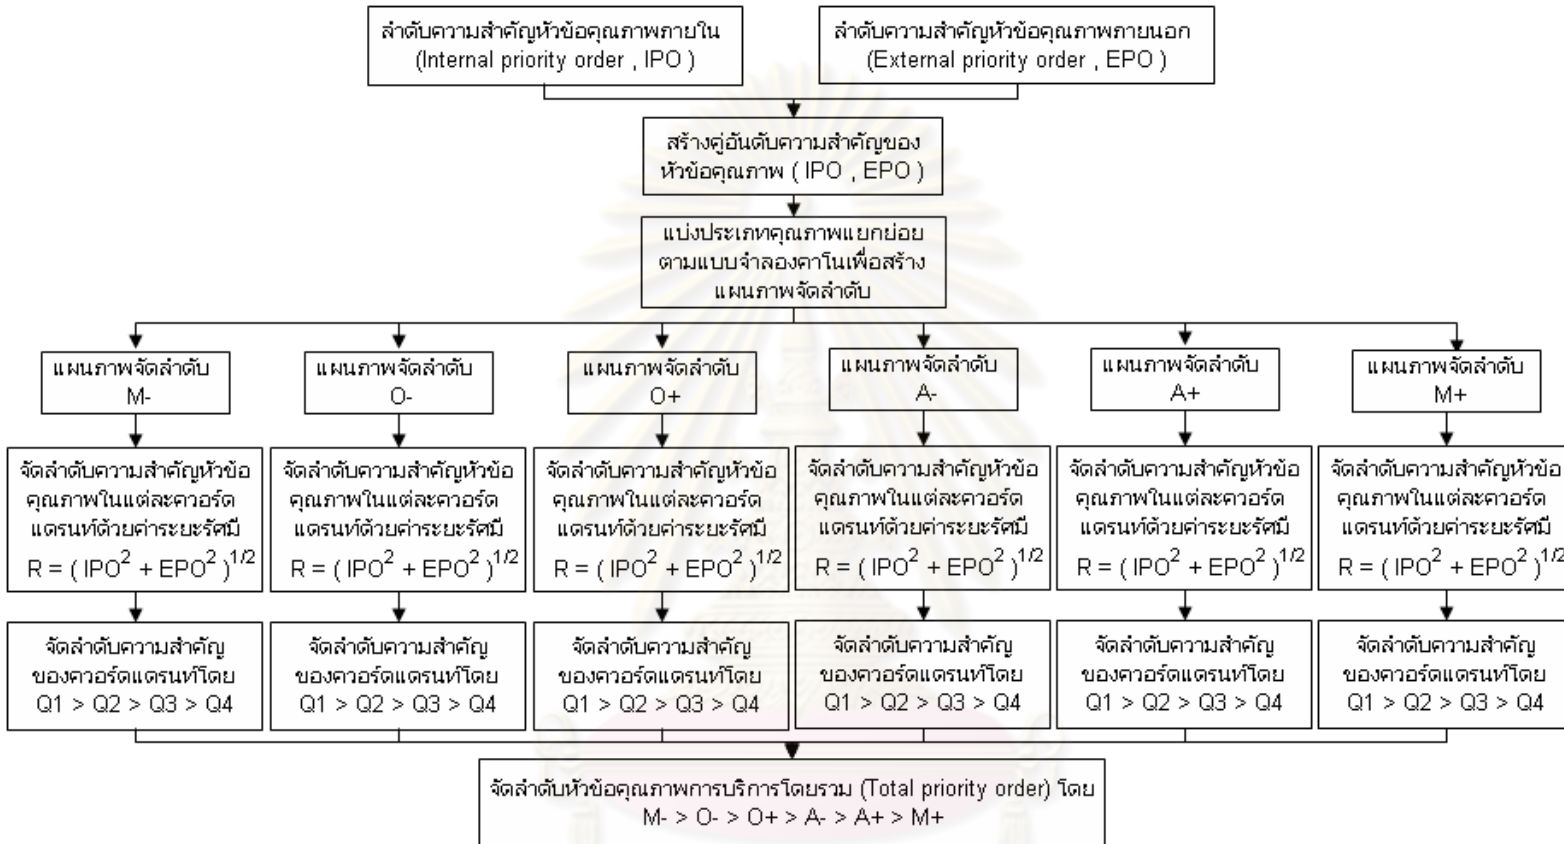 ลำดับความสำคัญหัวข้อคุณภาพภายใน
(Internal priority order , IPO )
ลำดับความสำคัญหัวข้อคุณภาพภายนอก
(External priority order , EPO )
สร้างคู่อันดับความสำคัญของ
หัวข้อคุณภาพ ( IPO , EPO )
แบ่งประเภทคุณภาพแยกย่อย
ตามแบบจำลองคาโนเพื่อสร้าง
แผนภาพจัดลำดับ
แผนภาพจัดลำดับ
M-
แผนภาพจัดลำดับ
O-
แผนภาพจัดลำดับ
O+
แผนภาพจัดลำดับ
A-
แผนภาพจัดลำดับ
A+
แผนภาพจัดลำดับ
M+
จัดลำดับความสำคัญหัวข้อ
คุณภาพในแต่ละควอร์ด
แดรนท์ด้วยค่าระยะรัศมี
R = ( IPO² + EPO² )^1/2
จัดลำดับความสำคัญหัวข้อ
คุณภาพในแต่ละควอร์ด
แดรนท์ด้วยค่าระยะรัศมี
R = ( IPO² + EPO² )^1/2
จัดลำดับความสำคัญหัวข้อ
คุณภาพในแต่ละควอร์ด
แดรนท์ด้วยค่าระยะรัศมี
R = ( IPO² + EPO² )^1/2
จัดลำดับความสำคัญหัวข้อ
คุณภาพในแต่ละควอร์ด
แดรนท์ด้วยค่าระยะรัศมี
R = ( IPO² + EPO² )^1/2
จัดลำดับความสำคัญหัวข้อ
คุณภาพในแต่ละควอร์ด
แดรนท์ด้วยค่าระยะรัศมี
R = ( IPO² + EPO² )^1/2
จัดลำดับความสำคัญหัวข้อ
คุณภาพในแต่ละควอร์ด
แดรนท์ด้วยค่าระยะรัศมี
R = ( IPO² + EPO² )^1/2
จัดลำดับความสำคัญ
ของควอร์ดแดรนท์โดย
Q1 > Q2 > Q3 > Q4
จัดลำดับความสำคัญ
ของควอร์ดแดรนท์โดย
Q1 > Q2 > Q3 > Q4
จัดลำดับความสำคัญ
ของควอร์ดแดรนท์โดย
Q1 > Q2 > Q3 > Q4
จัดลำดับความสำคัญ
ของควอร์ดแดรนท์โดย
Q1 > Q2 > Q3 > Q4
จัดลำดับความสำคัญ
ของควอร์ดแดรนท์โดย
Q1 > Q2 > Q3 > Q4
จัดลำดับความสำคัญ
ของควอร์ดแดรนท์โดย
Q1 > Q2 > Q3 > Q4
จัดลำดับหัวข้อคุณภาพการบริการโดยรวม (Total priority order) โดย
M- > O- > O+ > A- > A+ > M+